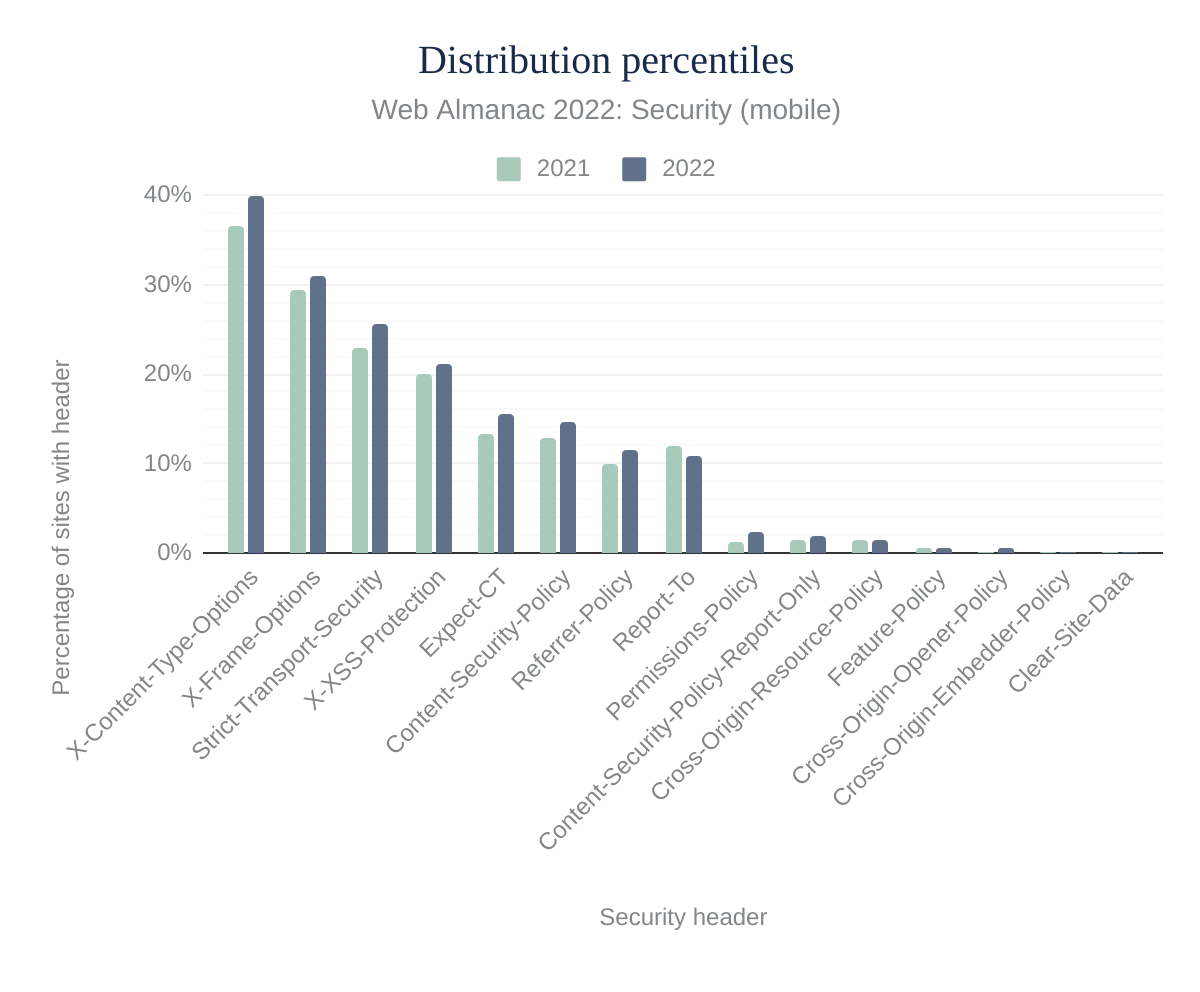 Distribution percentiles
Web Almanac 2022: Security (mobile)
2021
2022
40%
30%
20%
10%
0%
Percentage of sites with header
X-Content-Type-Options
X-Frame-Options
Strict-Transport-Security
X-XSS-Protection
Expect-CT
Content-Security-Policy
Referrer-Policy
Report-To
Permissions-Policy
Content-Security-Policy-Report-Only
Cross-Origin-Resource-Policy
Feature-Policy
Cross-Origin-Opener-Policy
Cross-Origin-Embedder-Policy
Clear-Site-Data
Security header